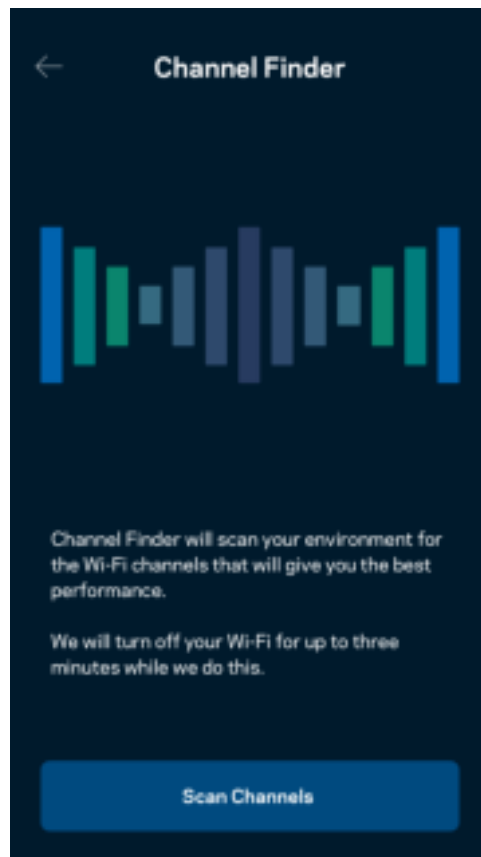 Channel Finder
Channel Finder will scan your environment for
the Wi-Fi channels that will give you the best
performance.
We will turn off your Wi-Fi for up to three
minutes while we do this.
Scan Channels